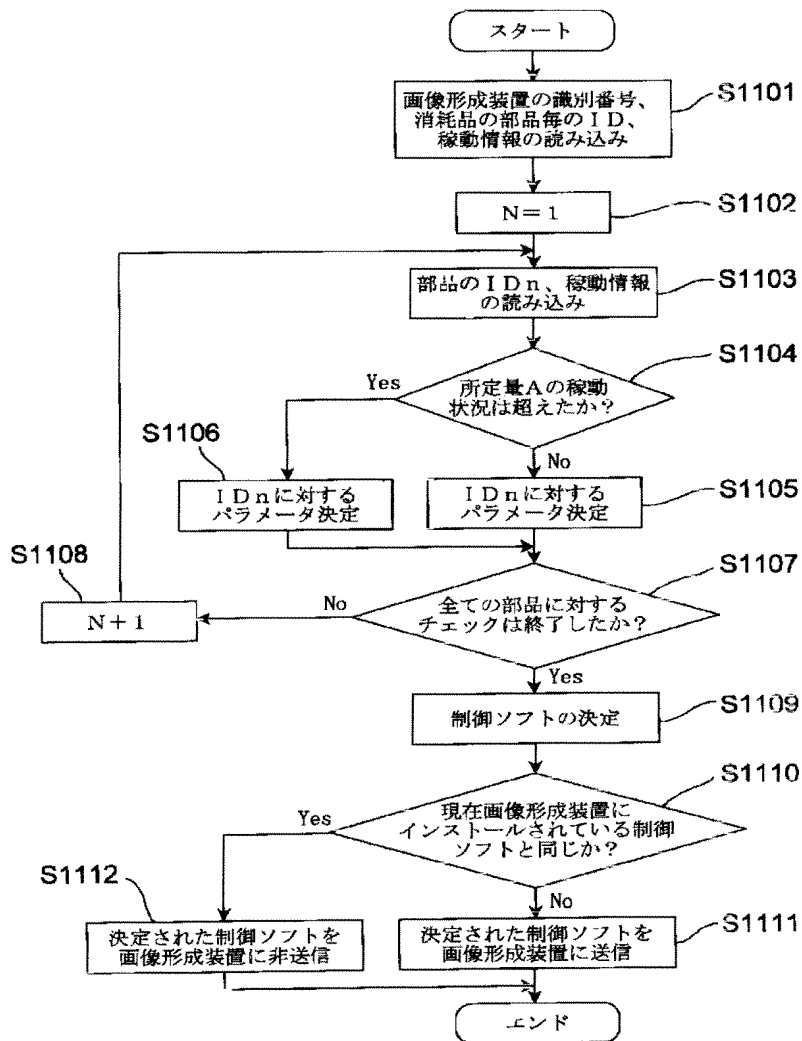 スタート
画像形成装置の識別番号、
消耗品の部品毎のＩＤ、
稼動情報の読み込み
S1101
N＝1
S1102
部品のＩＤｎ、稼動情報
の読み込み
S1103
所定量Ａの稼動
状況は超えたか？
S1104
Yes
No
S1106
ＩＤｎに対する
パラメータ決定
ＩＤｎに対する
パラメータ決定
S1105
S1108
N＋1
No
全ての部品に対する
チェックは終了したか？
S1107
Yes
制御ソフトの決定
S1109
現在画像形成装置に
インストールされている制御
ソフトと同じか？
S1110
Yes
No
S1112
決定された制御ソフトを
画像形成装置に非送信
決定された制御ソフトを
画像形成装置に送信
S1111
エンド